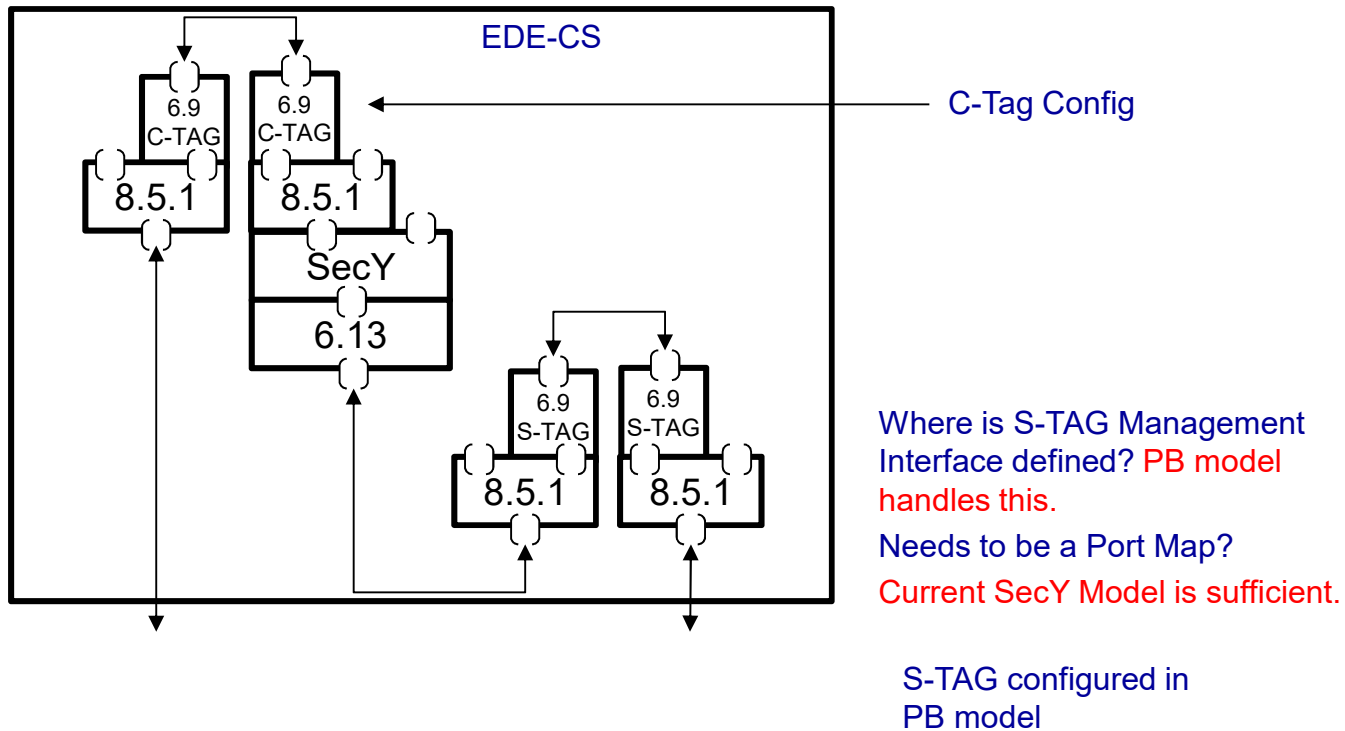 EDE-CS
6.9
C-TAG
6.9
C-TAG
C-Tag Config
8.5.1
8.5.1
SecY
6.13
6.9
S-TAG
6.9
S-TAG
8.5.1
8.5.1
Where is S-TAG Management
Interface defined? PB model
handles this.
Needs to be a Port Map?
Current SecY Model is sufficient.
S-TAG configured in
PB model